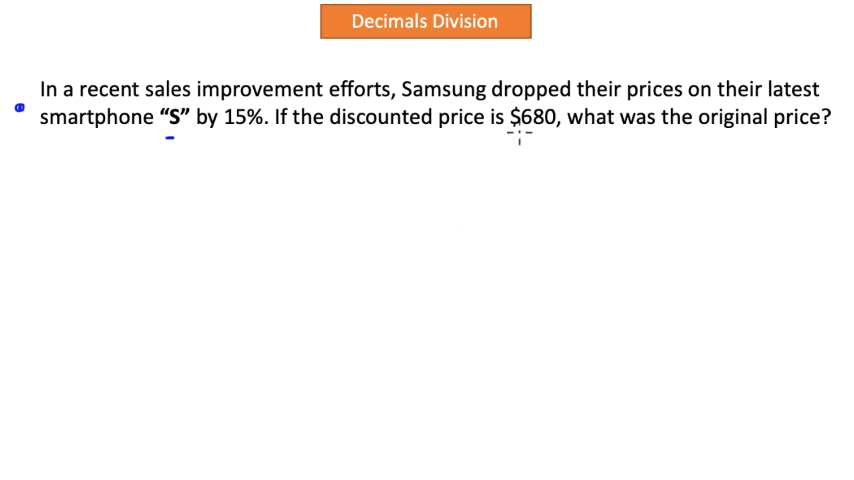 Decimals Division
In a recent sales improvement efforts, Samsung dropped their prices on their latest
smartphone “S” by 15%. If the discounted price is $680, what was the original price?